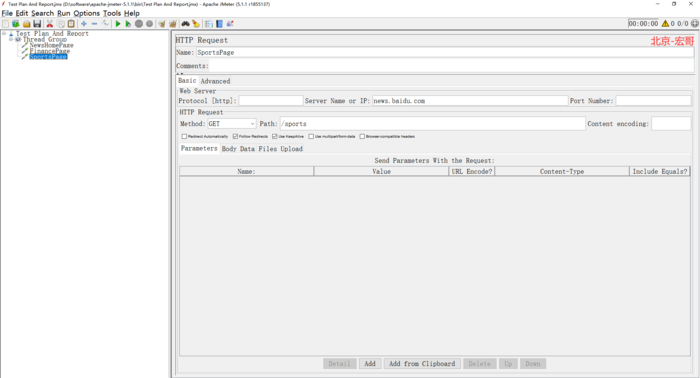 Test Plan And Report.jmx (D:\software\apache-jmeter-5.1.1\bin\Test Plan And Report.jmx) - Apache JMeter (5.1.1 r1855137)
File Edit Search Run Options Tools Help
00:00:00 0 0/0
Test Plan And Report
Thread Group
NewsHomePage
FinancePage
SportsPage
HTTP Request
北京-宏哥
Name: SportsPage
Comments:
Basic Advanced
Web Server
Protocol [http]: Server Name or IP: news.baidu.com Port Number:
HTTP Request
Method: GET Path: /sports Content encoding:
Redirect Automatically Follow Redirects Use KeepAlive Use multipart/form-data Browser-compatible headers
Parameters Body Data Files Upload
Send Parameters With the Request:
Name: Value URL Encode? Content-Type Include Equals?
Detail Add Add from Clipboard Delete Up Down